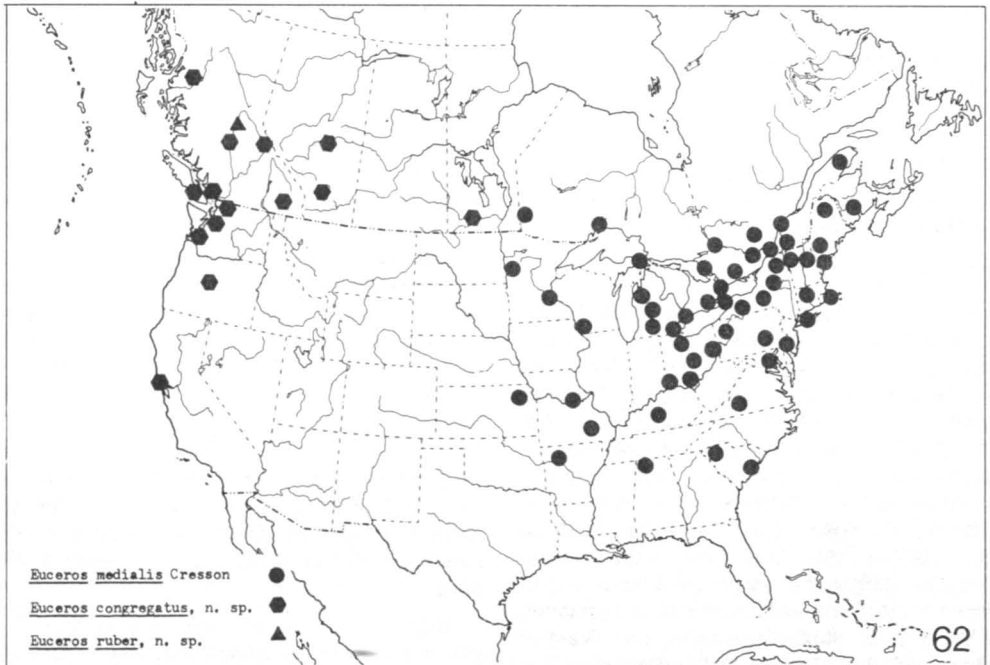 Euceros medialis Cresson
Euceros congregatus, n. sp.
Euceros ruber, n. sp.
62